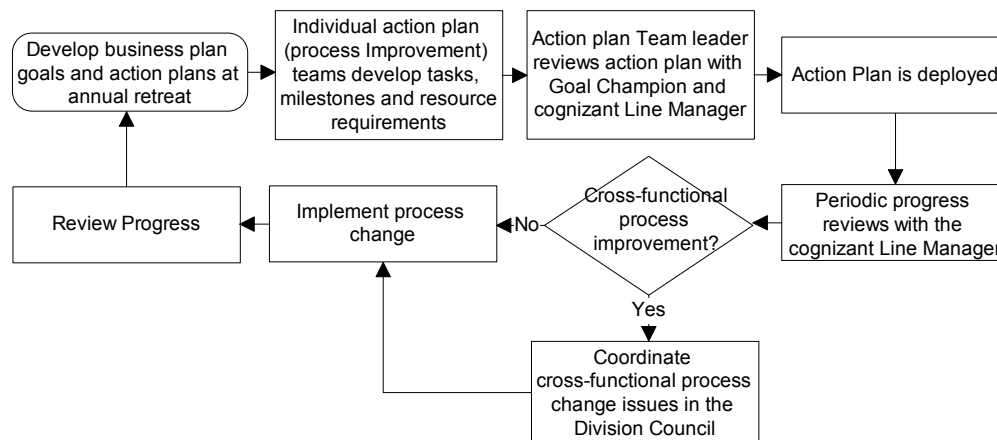 Develop business plan
goals and action plans at
annual retreat
Individual action plan
(process Improvement)
teams develop tasks,
milestones and resource
requirements
Action plan Team leader
reviews action plan with
Goal Champion and
cognizant Line Manager
Action Plan is deployed
Periodic progress
reviews with the
cognizant Line Manager
Cross-functional
process
improvement?
No
Yes
Implement process
change
Review Progress
Coordinate
cross-functional process
change issues in the
Division Council